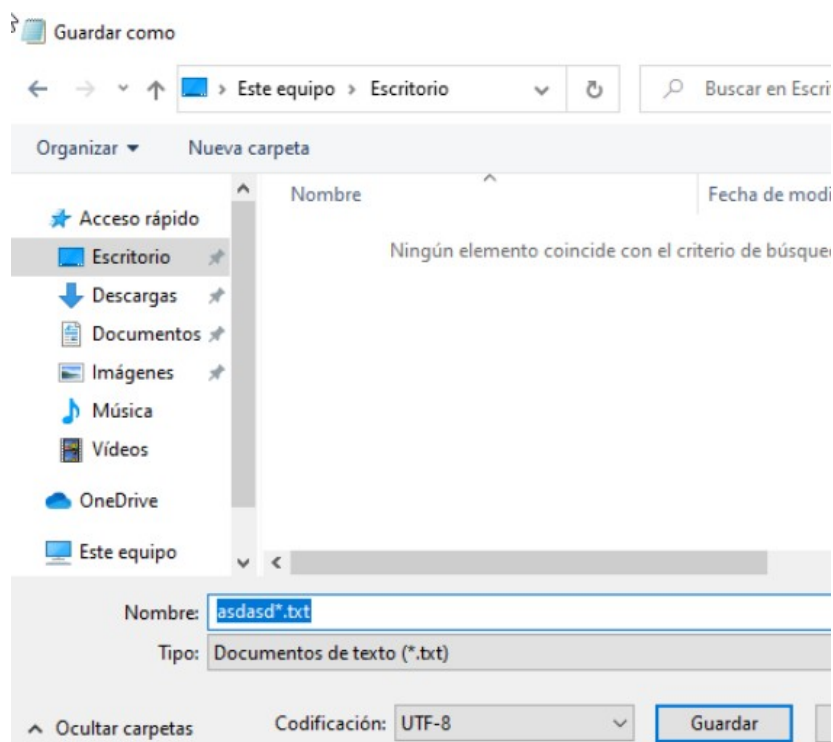 Guardar como
Este equipo > Escritorio
Buscar en Escri
Organizar
Nueva carpeta
Nombre
Fecha de modi
Ningún elemento coincide con el criterio de búsque
Acceso rápido
Escritorio
Descargas
Documentos
Imágenes
Música
Vídeos
OneDrive
Este equipo
Nombre: asdasd*.txt
Tipo: Documentos de texto (*.txt)
Ocultar carpetas
Codificación: UTF-8
Guardar